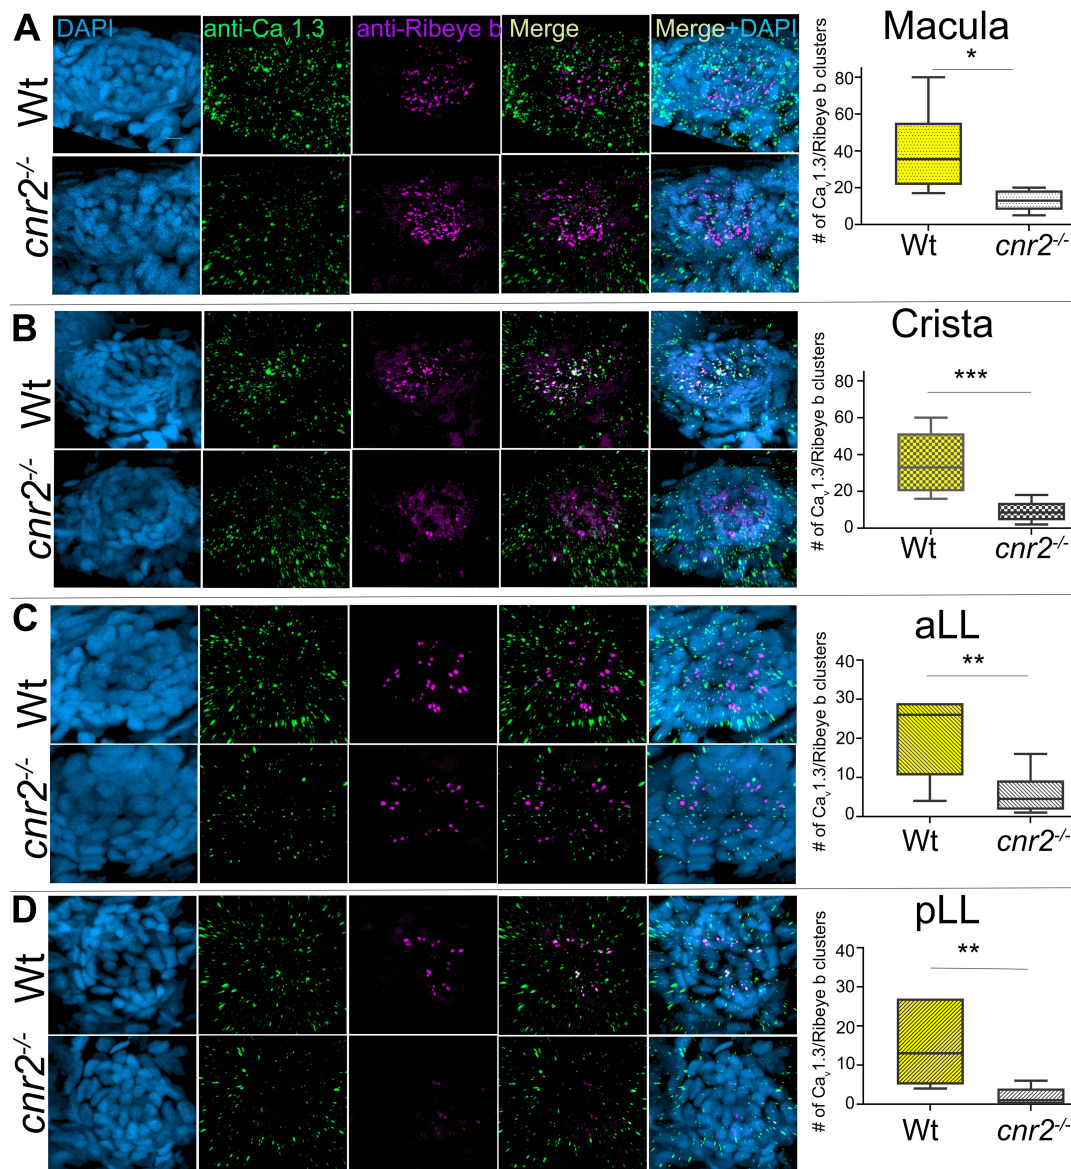 A
DAPI
anti-Cav1.3
anti-Ribeye b
Merge
Merge+DAPI
Macula
Wt
cnr2-/-
# of Cav1.3/Ribeye b clusters
80
60
40
20
0
*
Wt
cnr2-/-
B
Crista
Wt
cnr2-/-
# of Cav1.3/Ribeye b clusters
80
60
40
20
0
***
Wt
cnr2-/-
C
aLL
Wt
cnr2-/-
# of Cav1.3/Ribeye b clusters
40
30
20
10
0
**
Wt
cnr2-/-
D
pLL
Wt
cnr2-/-
# of Cav1.3/Ribeye b clusters
40
30
20
10
0
**
Wt
cnr2-/-